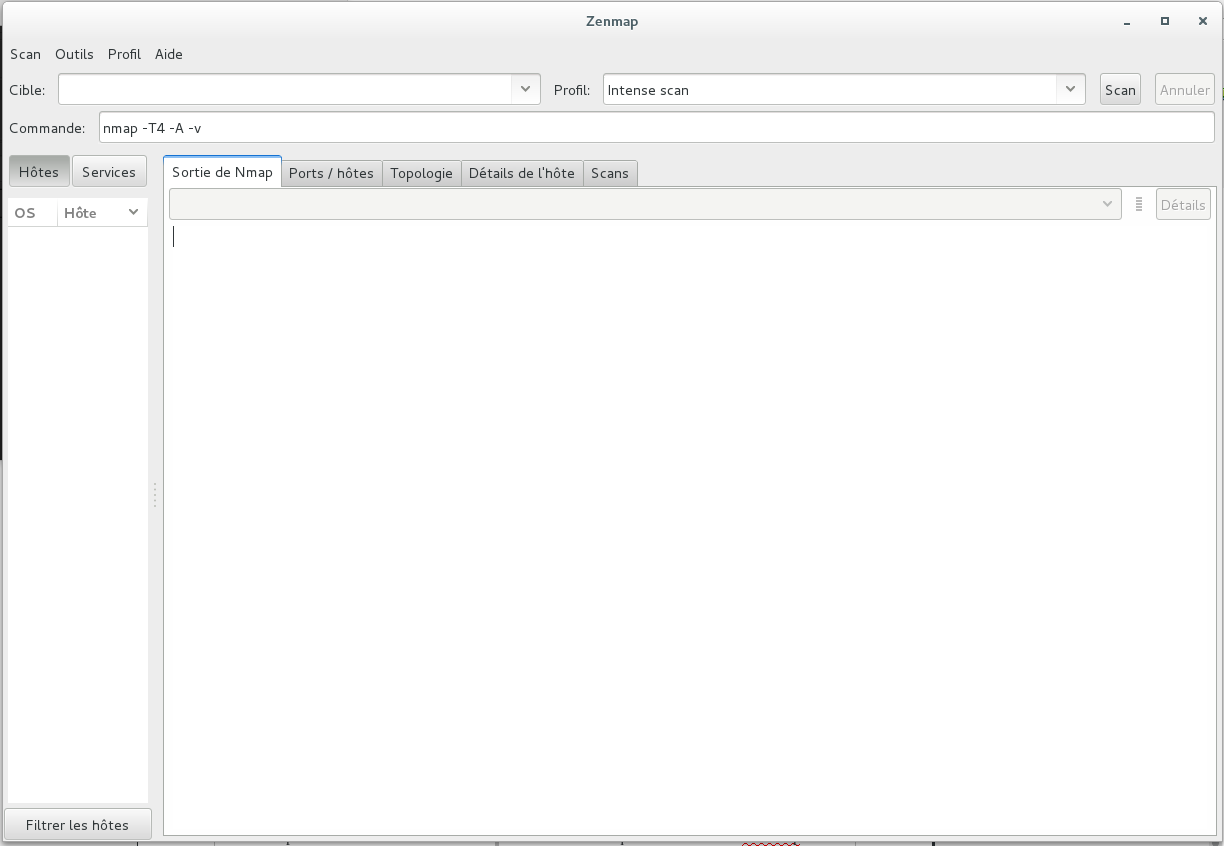 Zenmap
Scan Outils Profil Aide
Cible: Profil: Intense scan Scan Annuler
Commande: nmap -T4 -A -v
Hôtes Services Sortie de Nmap Ports / hôtes Topologie Détails de l'hôte Scans
OS Hôte Détails
Filtrer les hôtes